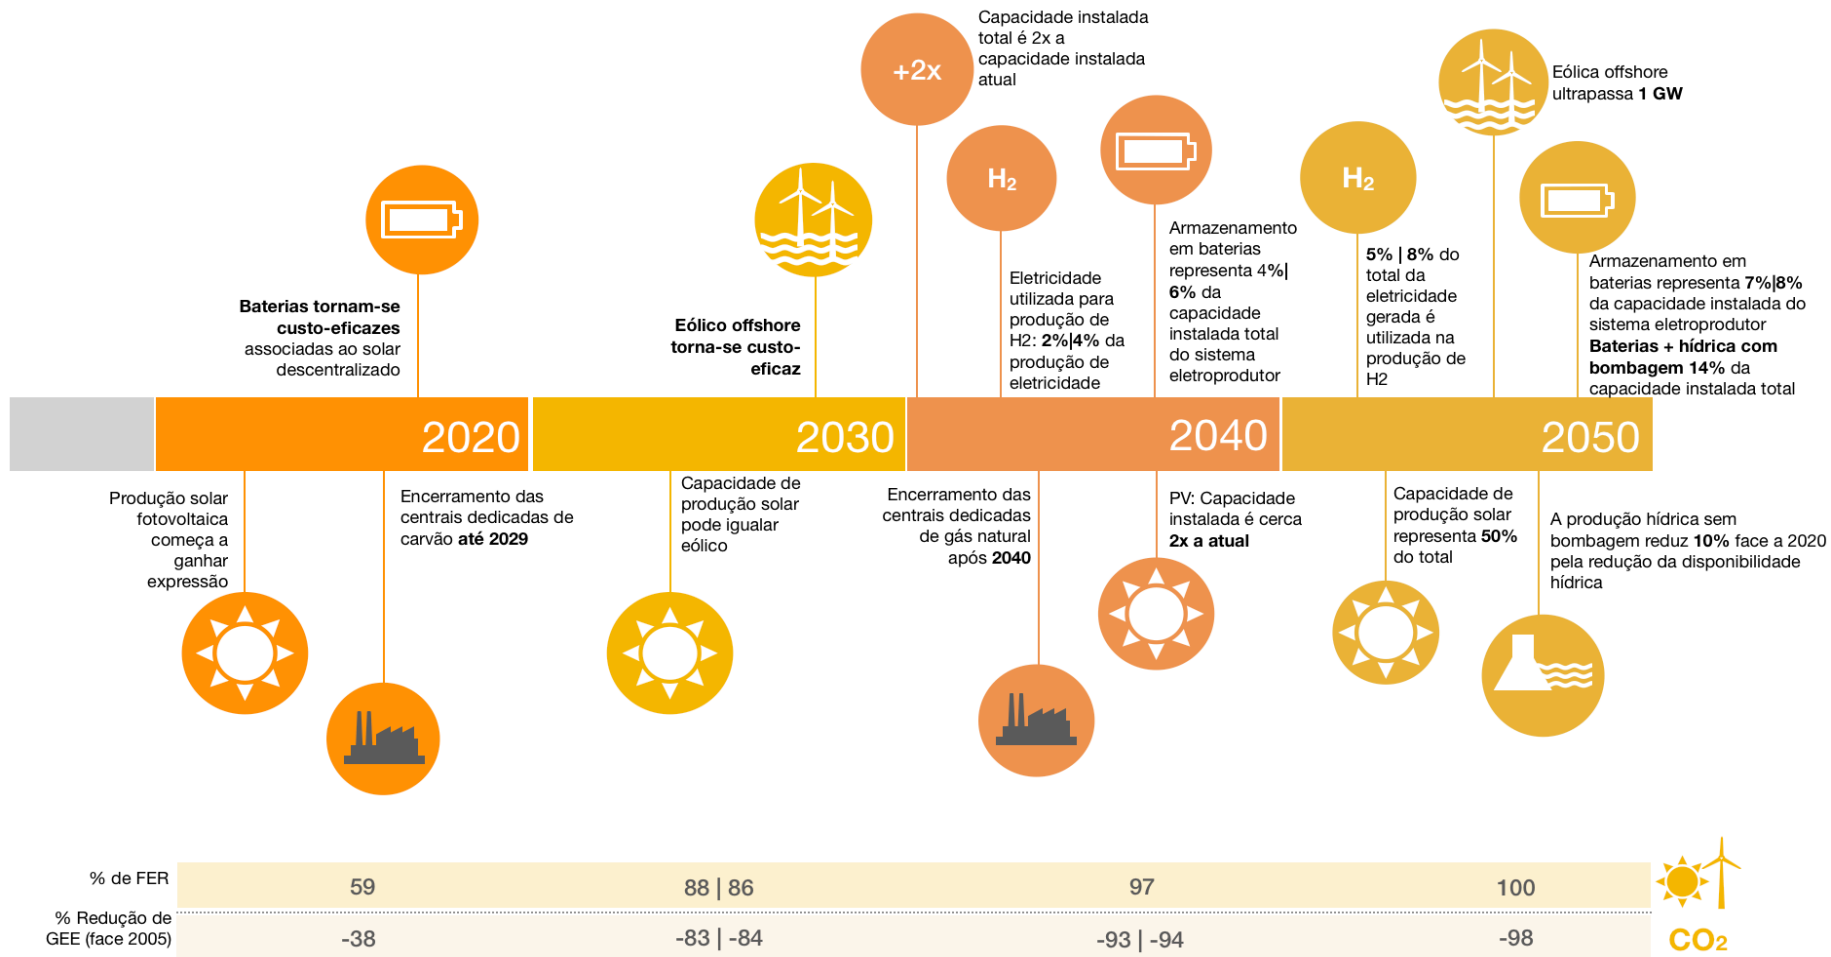 Capacidade instalada
total é 2x a
capacidade instalada
atual
+2x
Eólica offshore
ultrapassa 1 GW
H2
H2
Baterias tornam-se
custo-eficazes
associadas ao solar
descentralizado
Eólico offshore
torna-se custo-
eficaz
Eletricidade
utilizada para
produção de
H2: 2%|4% da
produção de
eletricidade
Armazenamento
em baterias
representa 4%|
6% da
capacidade
instalada total
do sistema
eletroprodutor
5% | 8% do
total da
eletricidade
gerada é
utilizada na
produção de
H2
Armazenamento em
baterias representa 7%|8%
da capacidade instalada do
sistema eletroprodutor
Baterias + hídrica com
bombagem 14% da
capacidade instalada total
2020
2030
2040
2050
Produção solar
fotovoltaica
começa a
ganhar
expressão
Encerramento das
centrais dedicadas de
carvão até 2029
Capacidade de
produção solar
pode igualar
eólico
Encerramento das
centrais dedicadas
de gás natural
após 2040
PV: Capacidade
instalada é cerca
2x a atual
Capacidade de
produção solar
representa 50%
do total
A produção hídrica sem
bombagem reduz 10% face a 2020
pela redução da disponibilidade
hídrica
% de FER
59
88 | 86
97
100
% Redução de
GEE (face 2005)
-38
-83 | -84
-93 | -94
-98
CO2